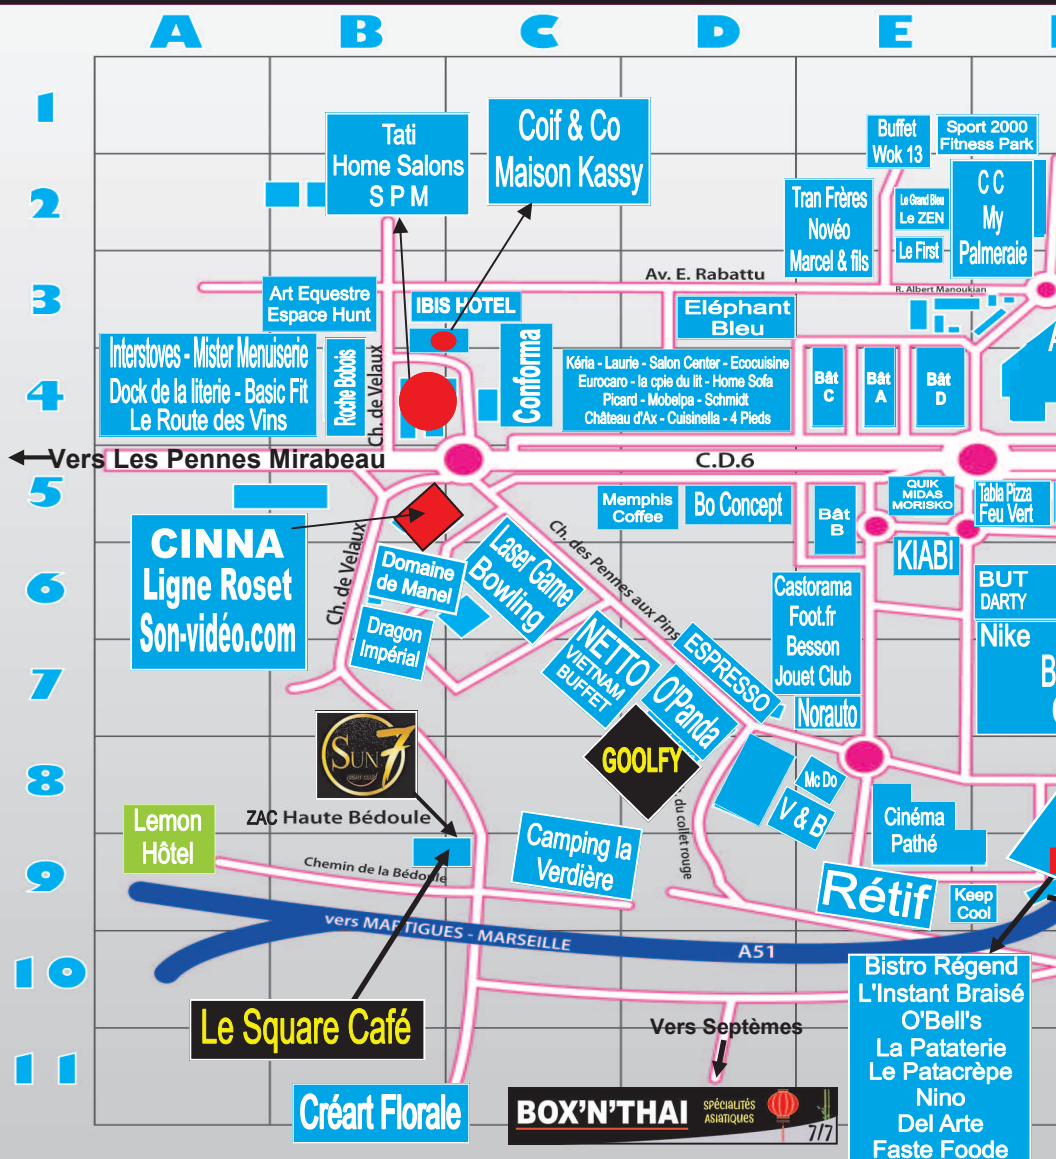 A B C D E
1
2
3
4
5
6
7
8
9
10
11
Tati
Home Salons
S P M
Coif & Co
Maison Kassy
Buffet
Wok 13
Sport 2000
Fitness Park
Tran Frères
Novéo
Marcel & fils
Le Grand Bleu
Le ZEN
Le First
C C
My
Palmeraie
Av. E. Rabattu
R. Albert Manoukian
Art Equestre
Espace Hunt
IBIS HOTEL
Eléphant
Bleu
Interstoves - Mister Menuiserie
Dock de la literie - Basic Fit
Le Route des Vins
Roche Bobois
Ch. de Velaux
Conforma
Kéria - Laurie - Salon Center - Ecocuisine
Eurocaro - la cpie du lit - Home Sofa
Picard - Mobelpa - Schmidt
Château d'Ax - Cuisinella - 4 Pieds
Bât
C
Bât
A
Bât
D
Vers Les Pennes Mirabeau
C.D.6
Memphis
Coffee
Bo Concept
Bât
B
QUIK
MIDAS
MORISKO
Tabla Pizza
Feu Vert
CINNA
Ligne Roset
Son-vidéo.com
Ch. de Velaux
Domaine
de Manel
Laser Game
Bowling
Ch. des Pennes aux Pins
KIABI
Dragon
Impérial
NETTO
VIETNAM
BUFFET
ESPRESSO
O'Panda
Castorama
Foot.fr
Besson
Jouet Club
BUT
DARTY
Nike
B
Norauto
SUN 7
GOOLFY
Mc Do
V & B
ZAC Haute Bédoule
Lemon
Hôtel
Chemin de la Bédoule
Camping la
Verdière
du collet rouge
Cinéma
Pathé
Rétif
Keep
Cool
vers MARTIGUES - MARSEILLE
A51
Le Square Café
Vers Septèmes
Créart Florale
BOX'N'THAI
SPÉCIALITÉS
ASIATIQUES
7/7
Bistro Régend
L'Instant Braisé
O'Bell's
La Pataterie
Le Patacrèpe
Nino
Del Arte
Faste Foode